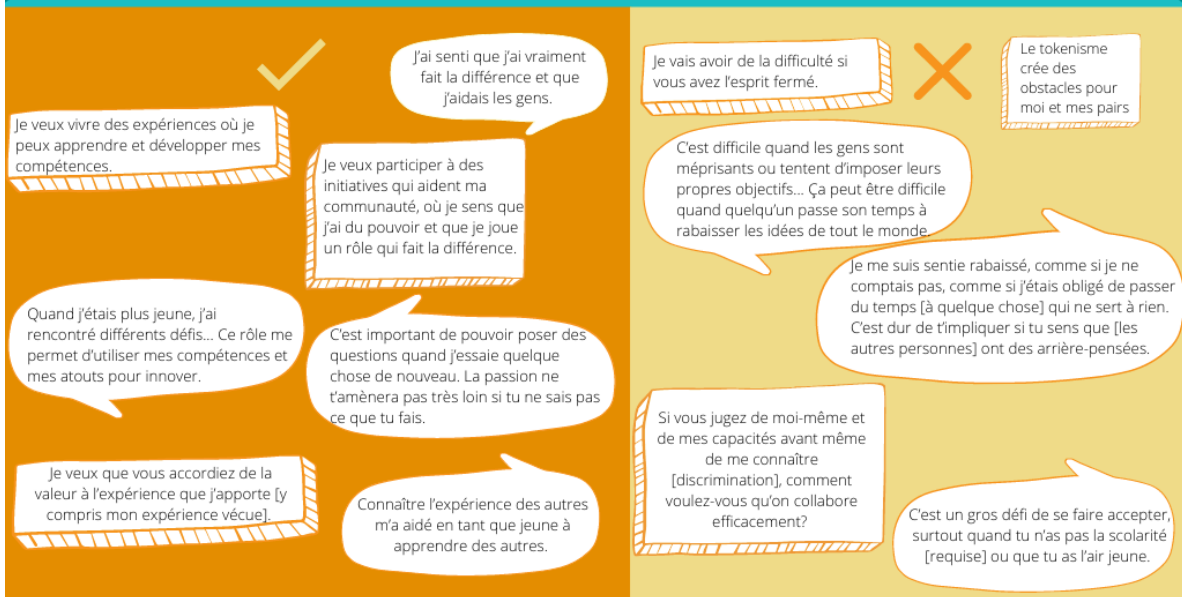 J'ai senti que j'ai vraiment
fait la différence et que
j'aidais les gens.
Je veux vivre des expériences où je
peux apprendre et développer mes
compétences.
Je veux participer à des
initiatives qui aident ma
communauté, où je sens que
j'ai du pouvoir et que je joue
un rôle qui fait la différence.
Quand j'étais plus jeune, j'ai
rencontré différents défis... Ce rôle me
permet d'utiliser mes compétences et
mes atouts pour innover.
C'est important de pouvoir poser des
questions quand j'essaie quelque
chose de nouveau. La passion ne
t'amènera pas très loin si tu ne sais pas
ce que tu fais.
Je veux que vous accordiez de la
valeur à l'expérience que j'apporte [y
compris mon expérience vécue].
Connaître l'expérience des autres
m'a aidé en tant que jeune à
apprendre des autres.
Je vais avoir de la difficulté si
vous avez l'esprit fermé.
Le tokenisme
crée des
obstacles pour
moi et mes pairs
C'est difficile quand les gens sont
méprisants ou tentent d'imposer leurs
propres objectifs... Ça peut être difficile
quand quelqu'un passe son temps à
rabaisser les idées de tout le monde.
Je me suis sentie rabaissé, comme si je ne
comptais pas, comme si j'étais obligé de passer
du temps [à quelque chose] qui ne sert à rien.
C'est dur de t'impliquer si tu sens que [les
autres personnes] ont des arrière-pensées.
Si vous jugez de moi-même et
de mes capacités avant même
de me connaître
[discrimination], comment
voulez-vous qu'on collabore
efficacement?
C'est un gros défi de se faire accepter,
surtout quand tu n'as pas la scolarité
[requise] ou que tu as l'air jeune.